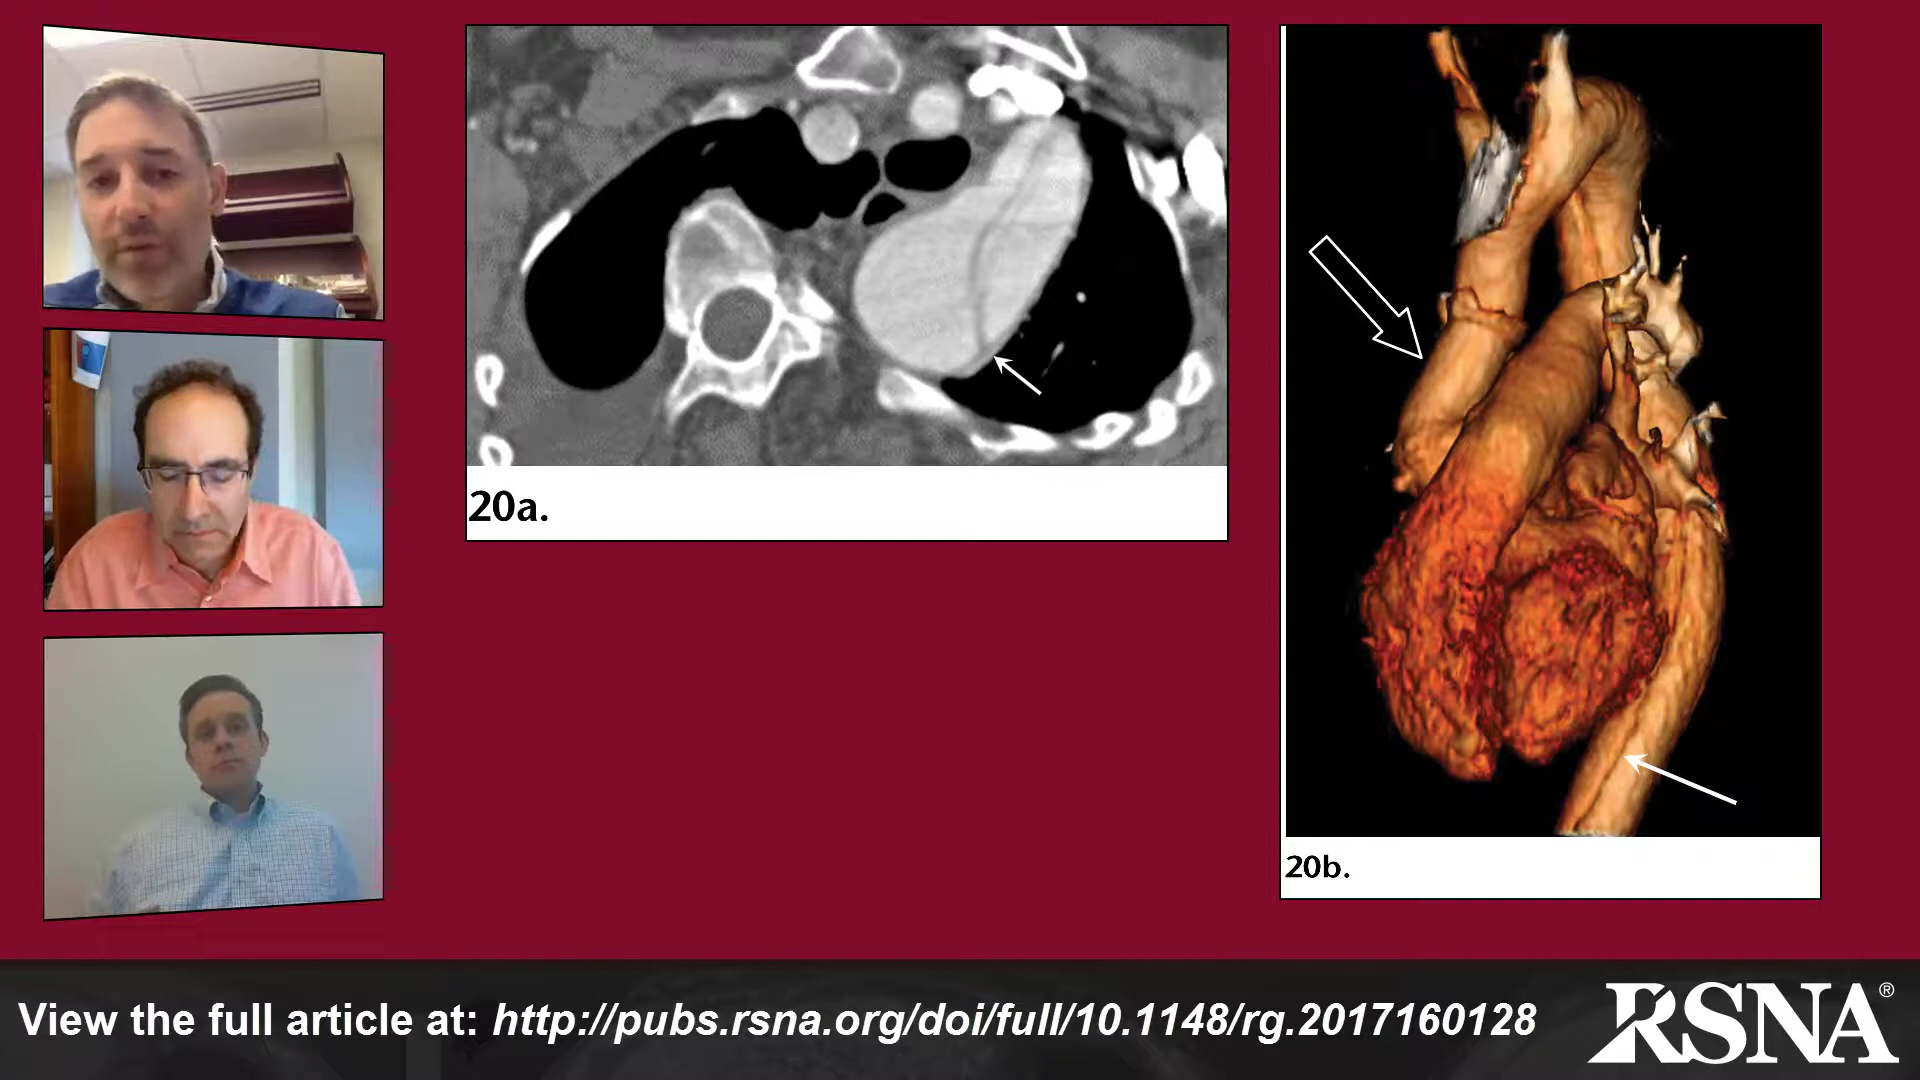 20a.
20b.
View the full article at: http://pubs.rsna.org/doi/full/10.1148/rg.2017160128
RSNA®